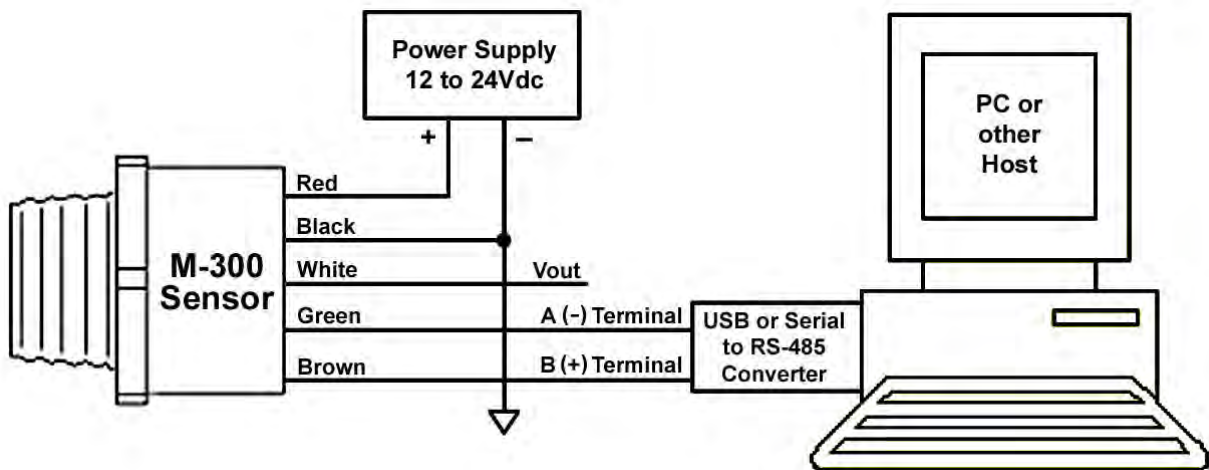 Power Supply
12 to 24Vdc
+
–
PC or
other
Host
M-300
Sensor
Red
Black
White
Vout
Green
A (–) Terminal
Brown
B (+) Terminal
USB or Serial
to RS-485
Converter